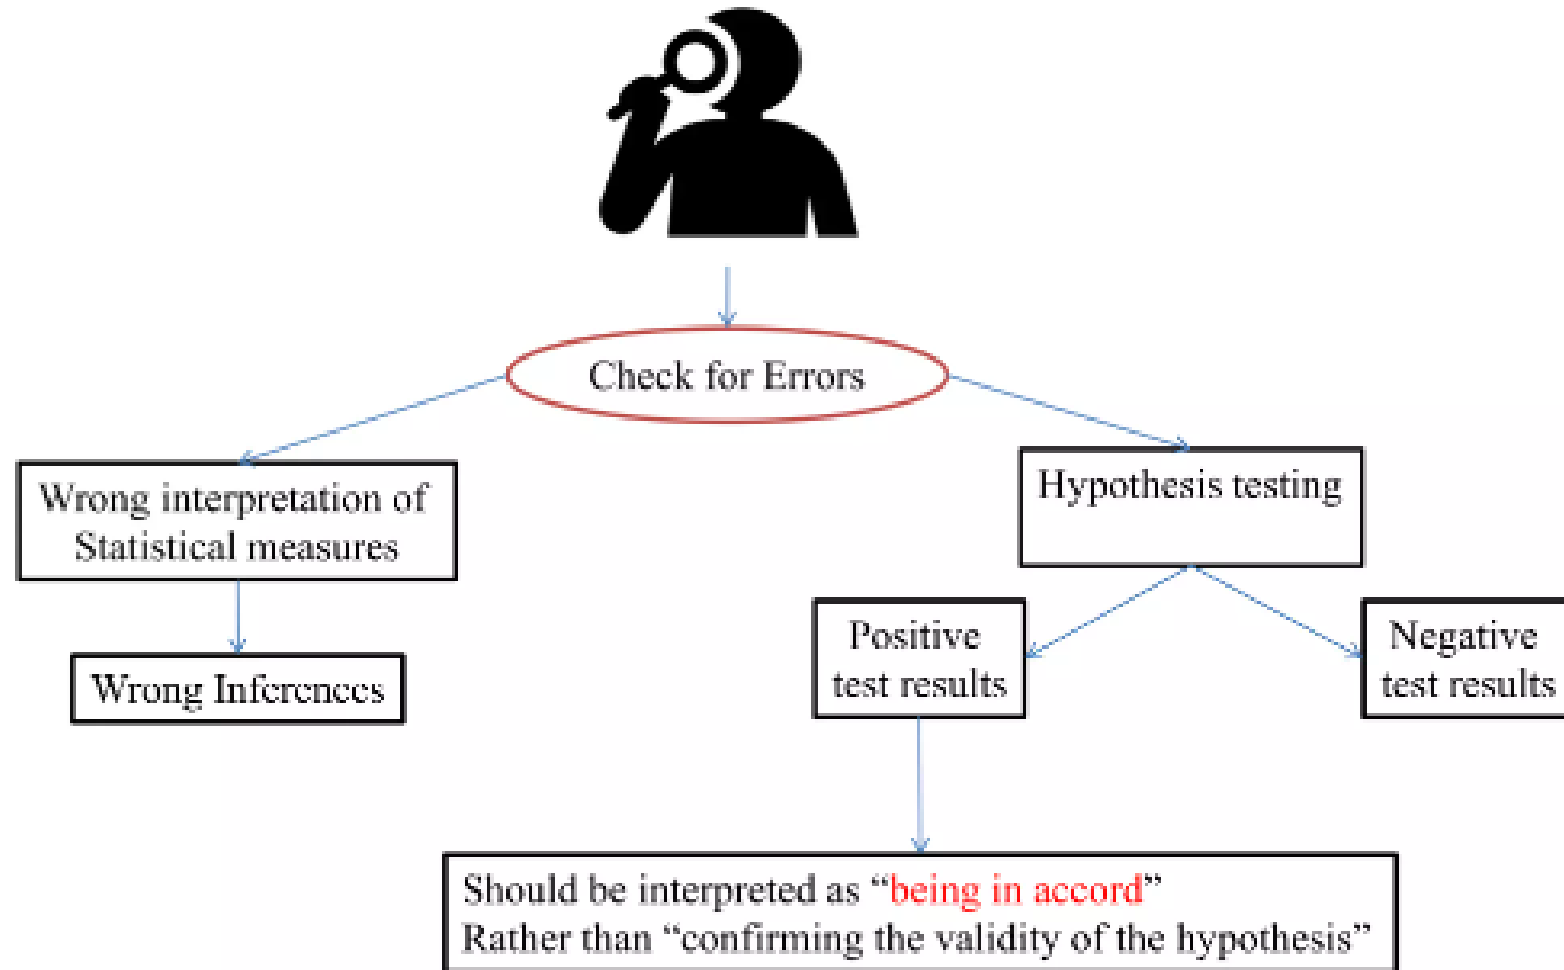 Check for Errors
Wrong interpretation of
Statistical measures
Hypothesis testing
Wrong Inferences
Positive
test results
Negative
test results
Should be interpreted as “being in accord”
Rather than “confirming the validity of the hypothesis”